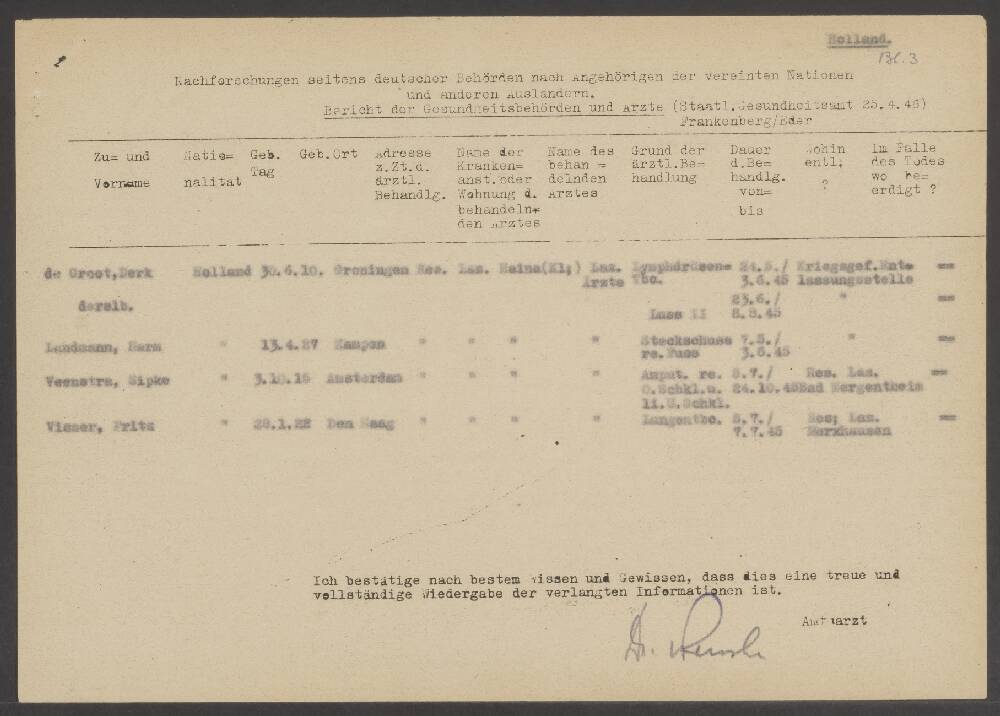 Holland.
Bl. 3
Nachforschungen seitens deutscher Behörden nach Angehörigen der vereinten Nationen
und anderen Ausländern.
Bericht der Gesundheitsbehörden und Ärzte (Staatl.Gesundheitsamt 25.4.46)
Frankenberg/Eder
Zu= und Natio= Geb. Geb.Ort Adresse Name der Name des Grund der Dauer Wohin Im Falle
Tag z.Zt.d. Kranken= behan = ärztl.Be= d.Be= entl; des Todes
Vorname nalität ärztl. anst.oder delnden handlung handlg. ? wo be=
Behandlg. Wohnung d. Arztes von= erdigt ?
behandeln= bis
den Arztes
de Groot,Derk Holland 30.6.10. Groningen Res. Laz. Haina(Kl;) Laz. Lymphdrüsen= 24.5./ Kriegsgef.Ent= ==
Ärzte Tbc. 3.6.45 lassungsstelle
derslb. 23.6./ " ==
Lues II 8.8.45
Landmann, Harm " 13.4.27 Kampen " " " " Steckschuss 7.5./ " ==
re.Fuss 3.6.45
Veenstra, Sipke " 3.10.15 Amsterdam " " " " Amput. re. 8.7./ Res. Laz. ==
O.Schkl.u. 24.10.45 Bad Mergentheim
li.U.Schkl.
Visser, Fritz " 28.1.22 Den Haag " " " " Lungentbc. 5.7./ Res; Laz. ==
7.7.45 Merxhausen
Ich bestätige nach bestem Wissen und Gewissen, dass dies eine treue und
vollständige Wiedergabe der verlangten Informationen ist.
Amtsarzt
Dr.